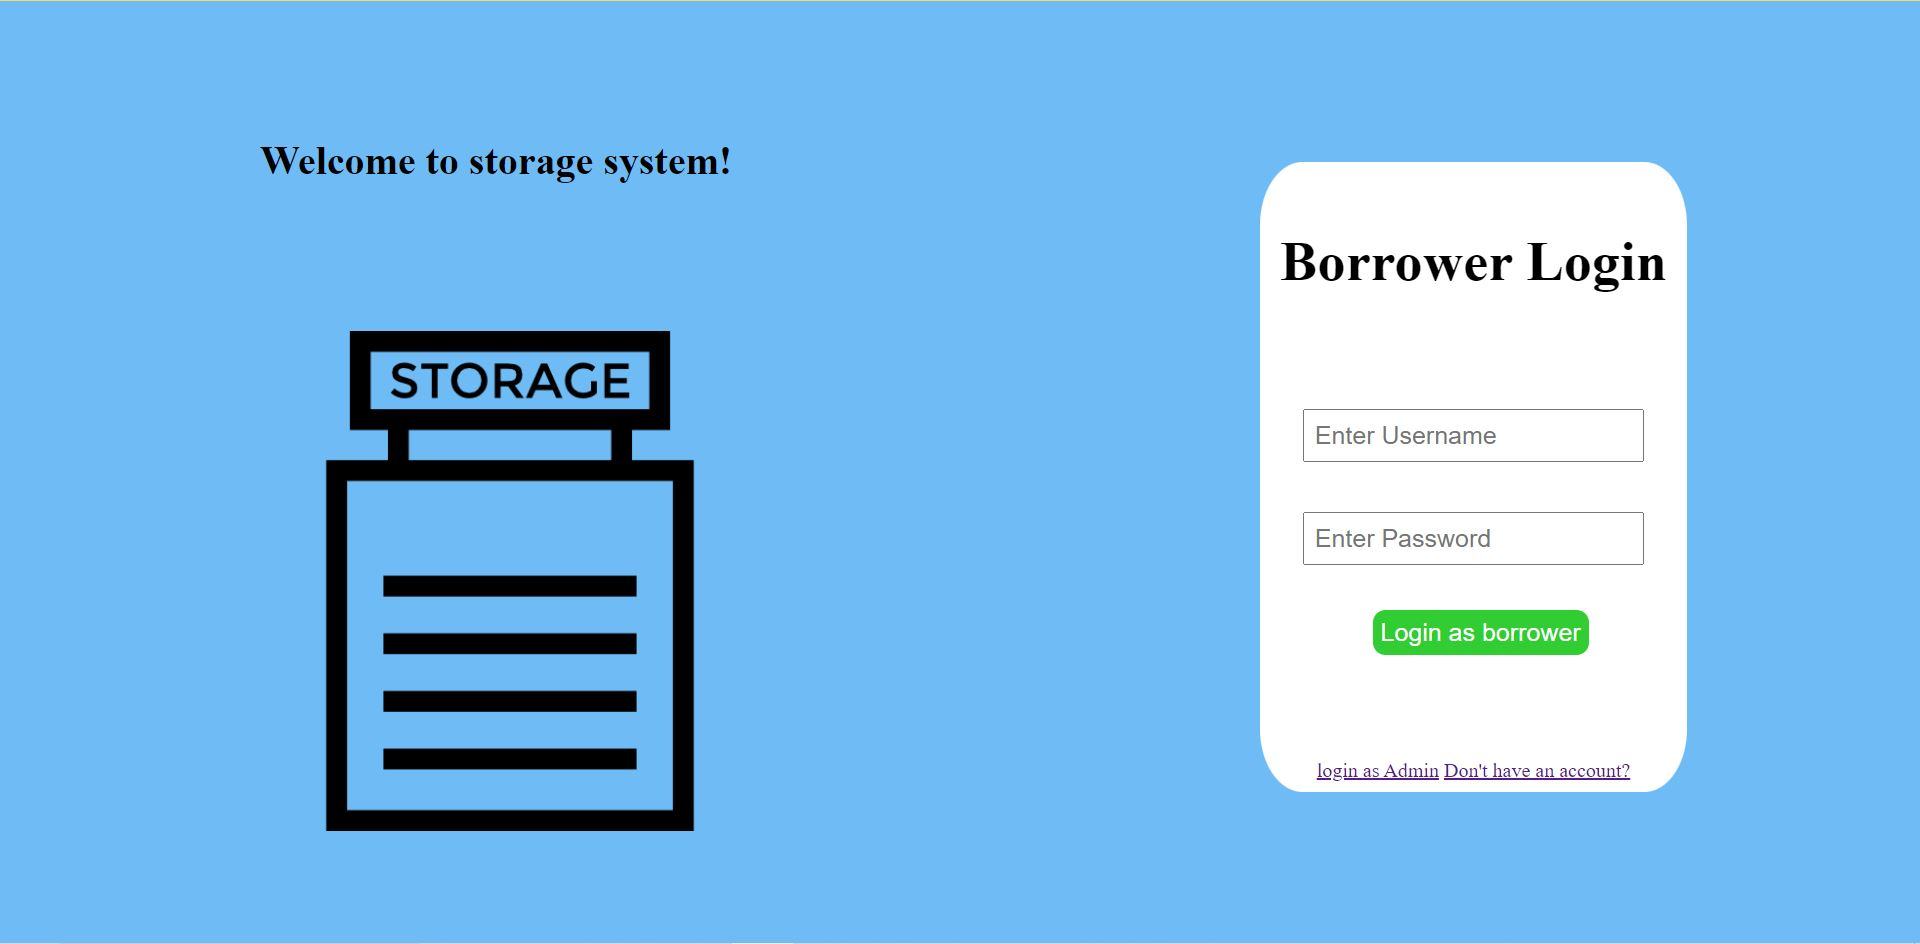 Welcome to storage system!
STORAGE
Borrower Login
Enter Username
Enter Password
Login as borrower
login as Admin Don't have an account?